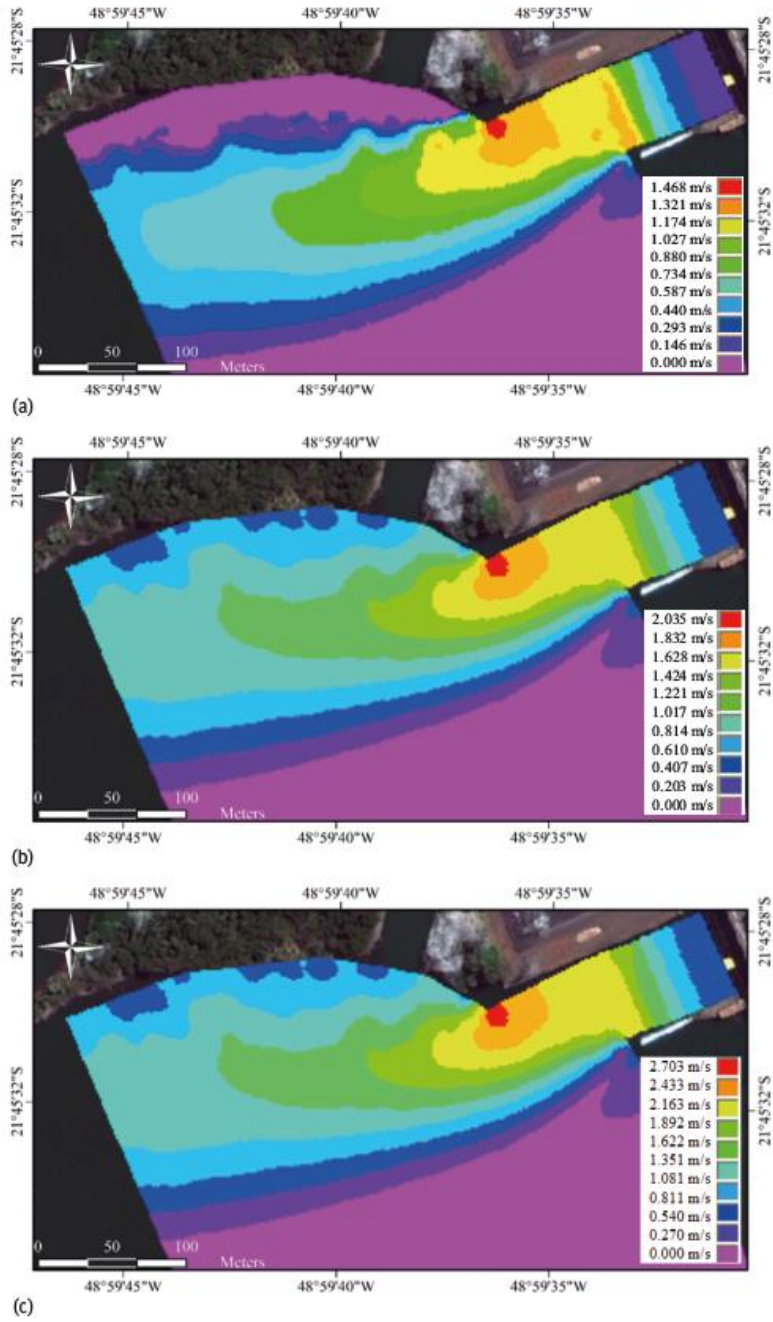 48°59'45"W 48°59'40"W 48°59'35"W
21°45'28"S 21°45'28"S
21°45'32"S 21°45'32"S
1.468 m/s
1.321 m/s
1.174 m/s
1.027 m/s
0.880 m/s
0.734 m/s
0.587 m/s
0.440 m/s
0.293 m/s
0.146 m/s
0.000 m/s
0 50 100
Meters
48°59'45"W 48°59'40"W 48°59'35"W
(a)
48°59'45"W 48°59'40"W 48°59'35"W
21°45'28"S 21°45'28"S
21°45'32"S 21°45'32"S
2.035 m/s
1.832 m/s
1.628 m/s
1.424 m/s
1.221 m/s
1.017 m/s
0.814 m/s
0.610 m/s
0.407 m/s
0.203 m/s
0.000 m/s
0 50 100
Meters
48°59'45"W 48°59'40"W 48°59'35"W
(b)
48°59'45"W 48°59'40"W 48°59'35"W
21°45'28"S 21°45'28"S
21°45'32"S 21°45'32"S
2.703 m/s
2.433 m/s
2.163 m/s
1.892 m/s
1.622 m/s
1.351 m/s
1.081 m/s
0.811 m/s
0.540 m/s
0.270 m/s
0.000 m/s
0 50 100
Meters
48°59'45"W 48°59'40"W 48°59'35"W
(c)